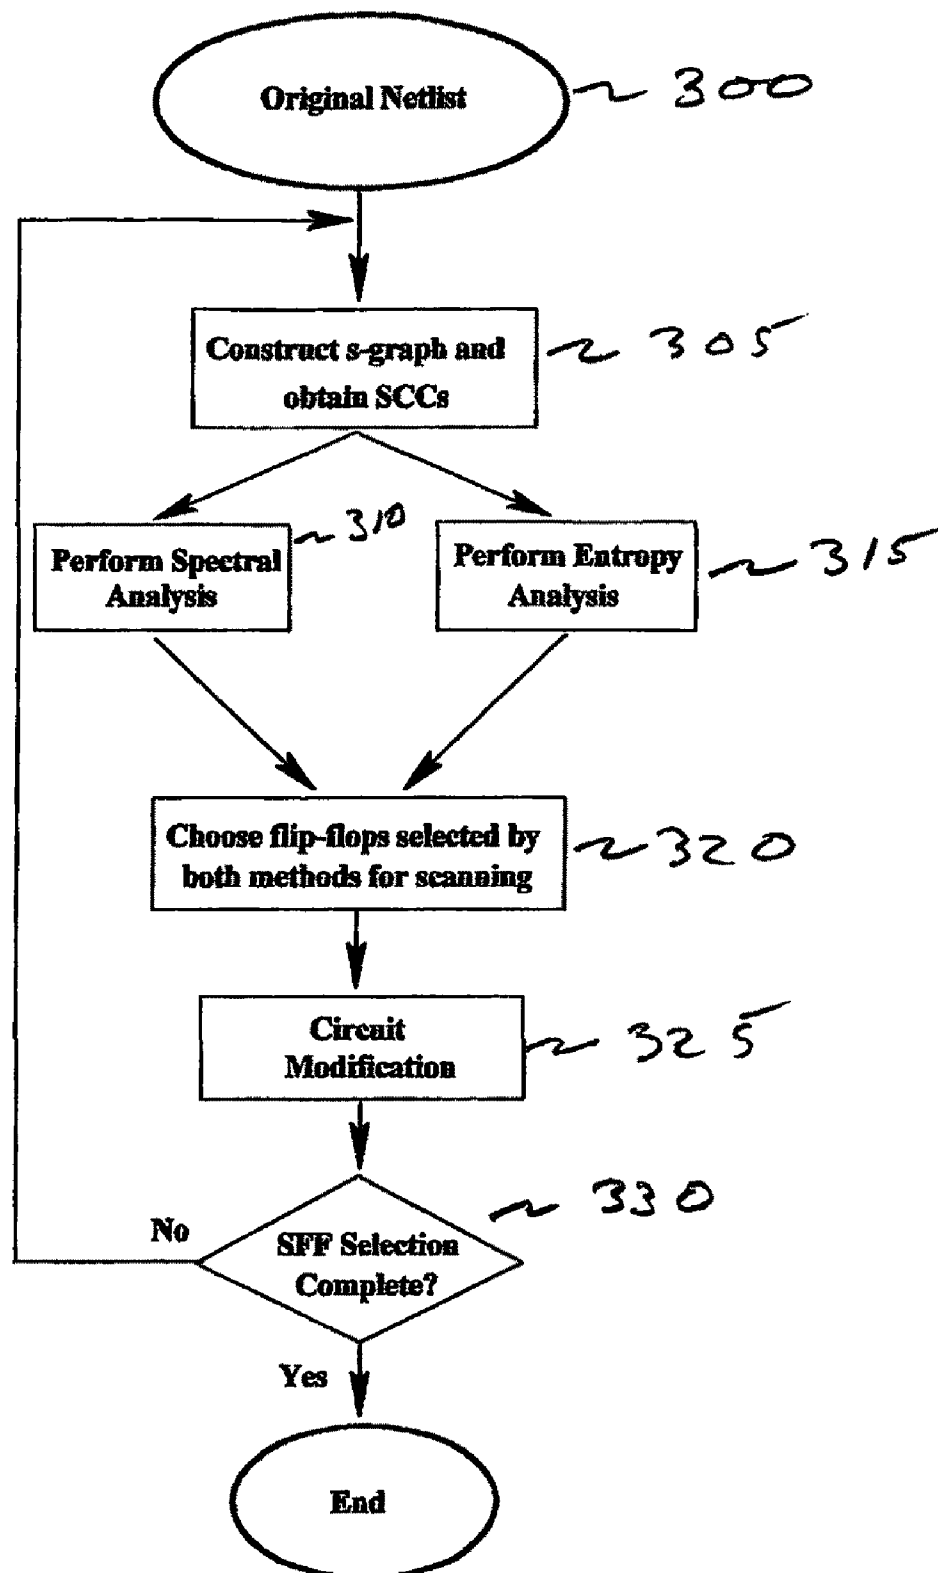 Original Netlist
300
Construct s-graph and
obtain SCCs
305
Perform Spectral
Analysis
310
Perform Entropy
Analysis
315
Choose flip-flops selected by
both methods for scanning
320
Circuit
Modification
325
SFF Selection
Complete?
330
No
Yes
End